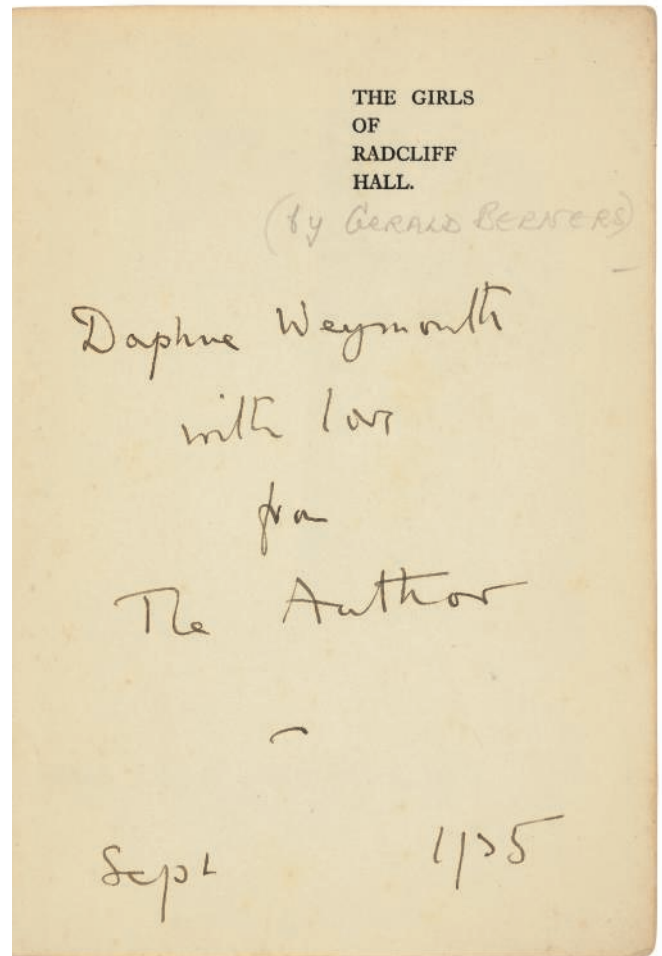 THE GIRLS
OF
RADCLIFF
HALL.
(by GERALD BERNERS)
Daphne Weymouth
with love
from
The Author
Sept 1935